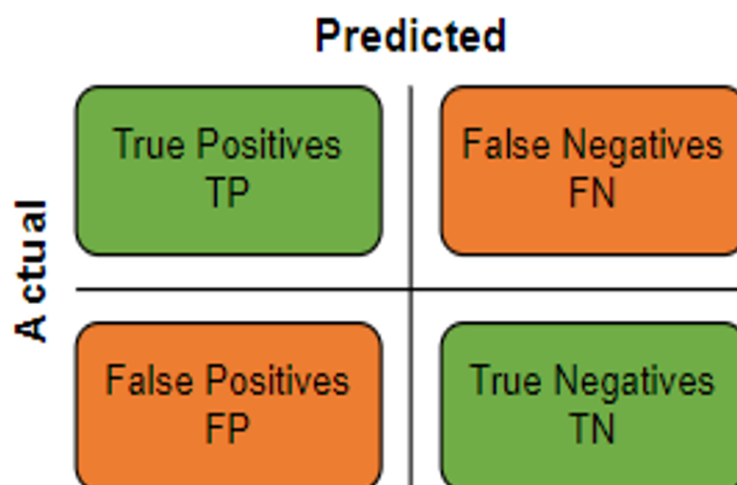 Predicted
Actual
True Positives
TP
False Negatives
FN
False Positives
FP
True Negatives
TN